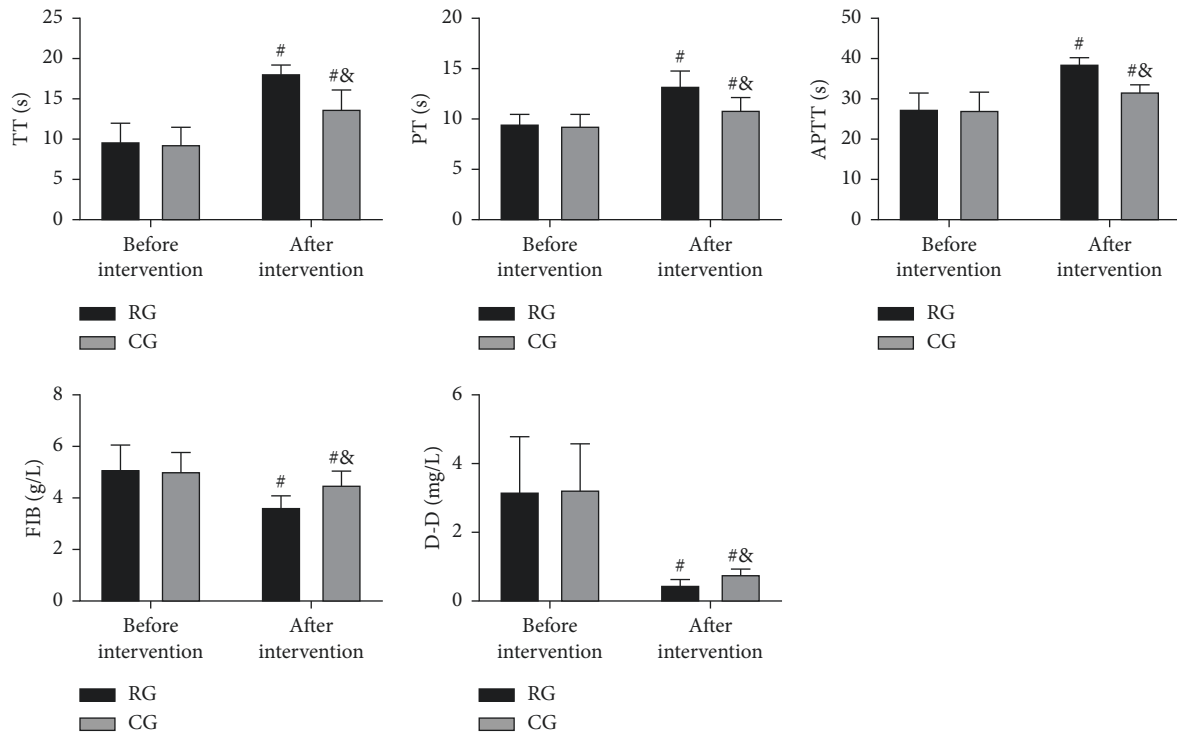 TT (s)
25
20
15
10
5
0
#
#&
Before
intervention
After
intervention
RG
CG
PT (s)
20
15
10
5
0
#
#&
Before
intervention
After
intervention
RG
CG
APTT (s)
50
40
30
20
10
0
#
#&
Before
intervention
After
intervention
RG
CG
FIB (g/L)
8
6
4
2
0
#
#&
Before
intervention
After
intervention
RG
CG
D-D (mg/L)
6
4
2
0
#
#&
Before
intervention
After
intervention
RG
CG